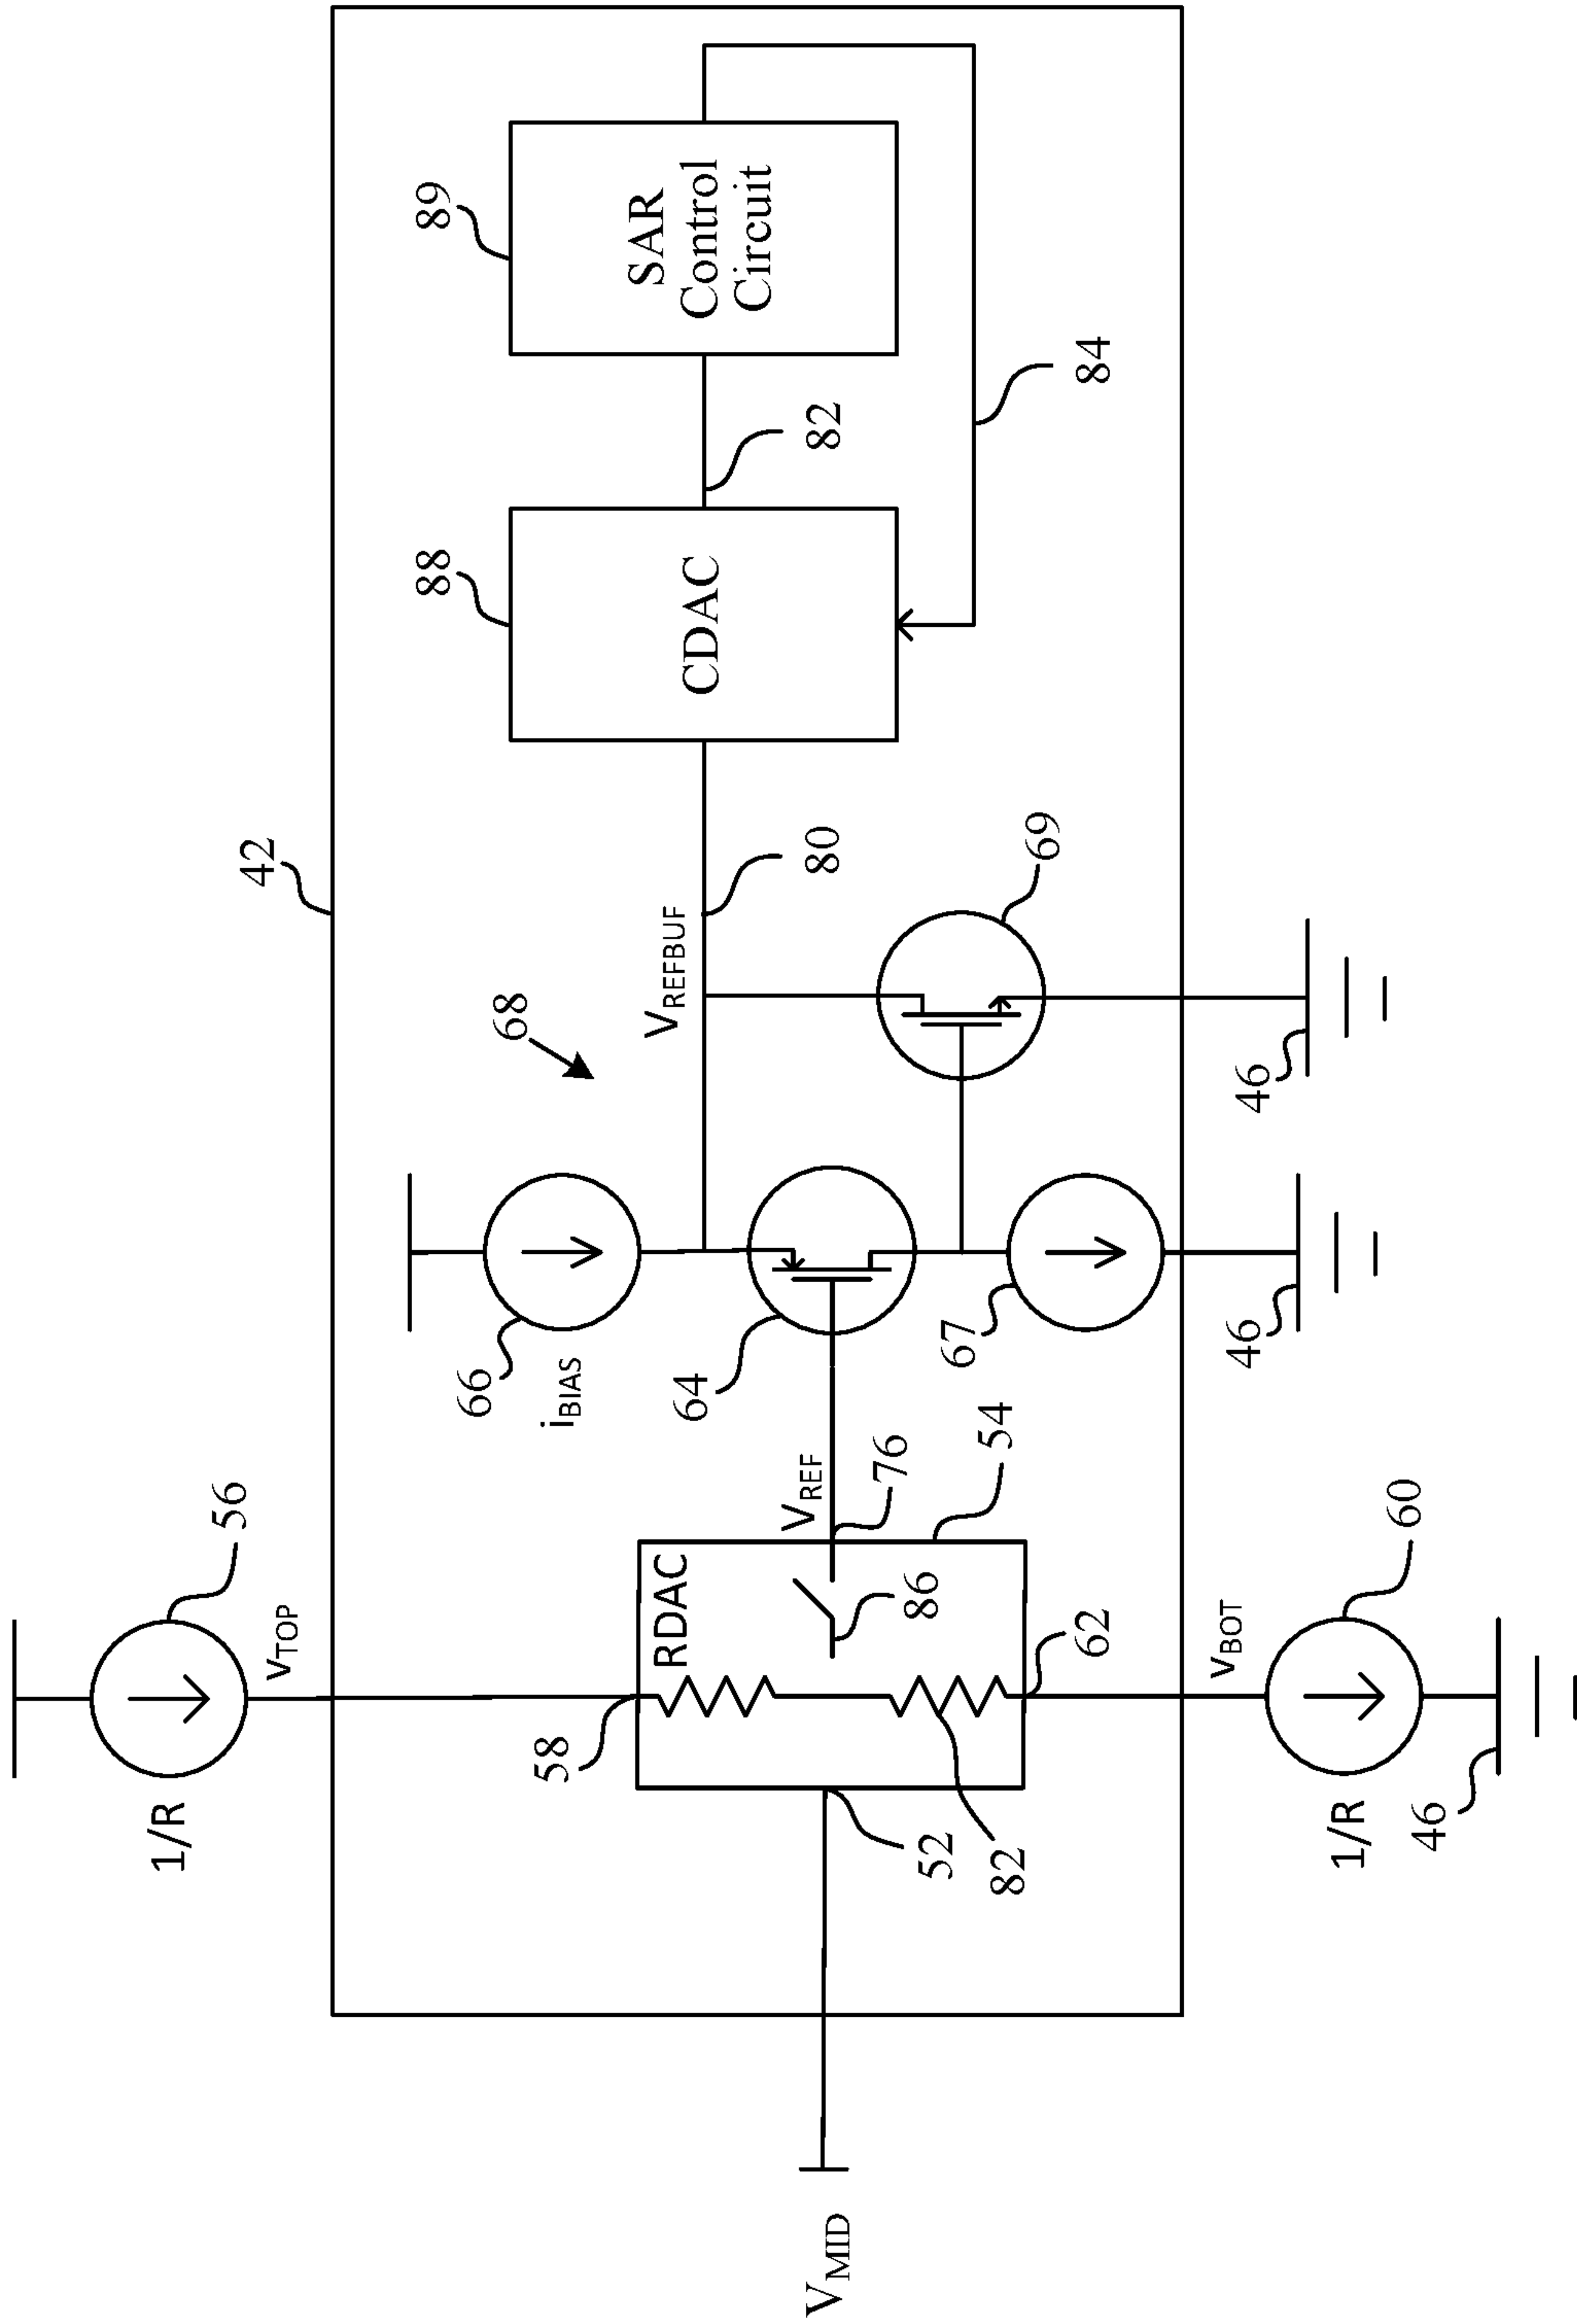 56
1/R
VTOP
42
58
RDAC
52
82
86
62
54
VREF
76
VMID
66
iBIAS
64
67
68
VREFBUF
80
69
88
CDAC
82
89
SAR
Control
Circuit
84
VBOT
1/R
60
46
46
46